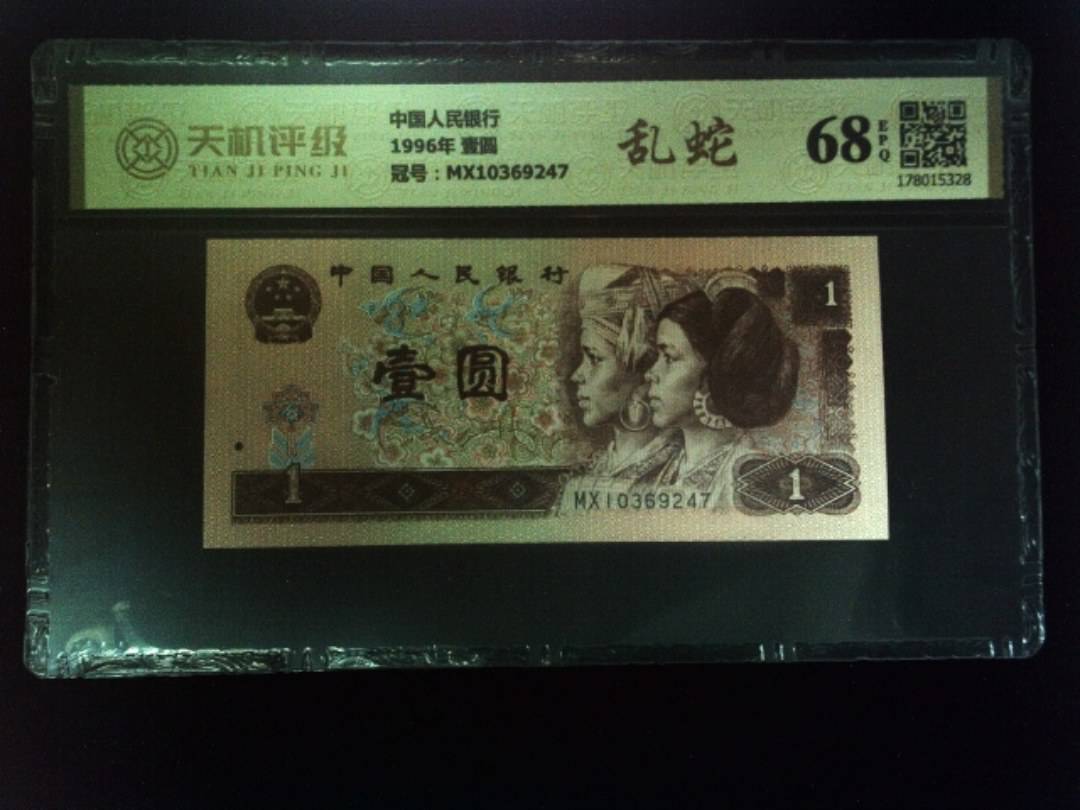 天机评级
TIAN JI PING JI
中国人民银行
1996年 壹圆
冠号：MX10369247
乱蛇
68
EPQ
178015328
中国人民银行
1
壹圆
1
MX10369247
1